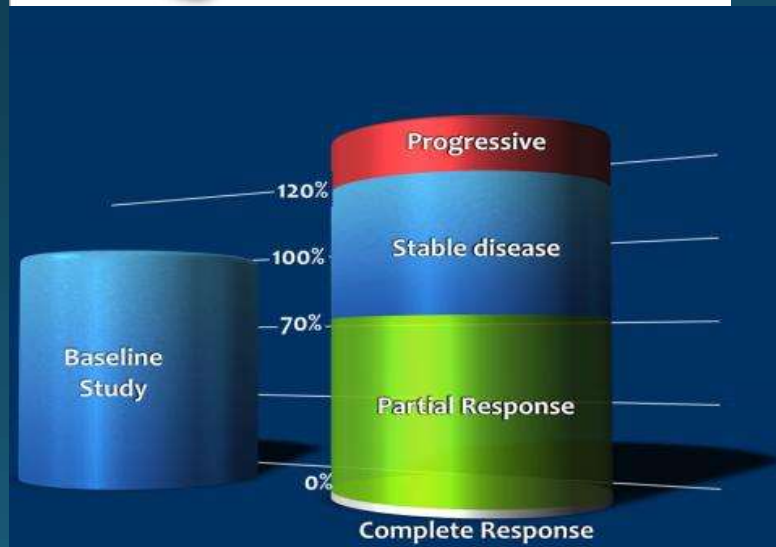 Progressive
120%
Stable disease
100%
70%
Baseline
Study
Partial Response
0%
Complete Response